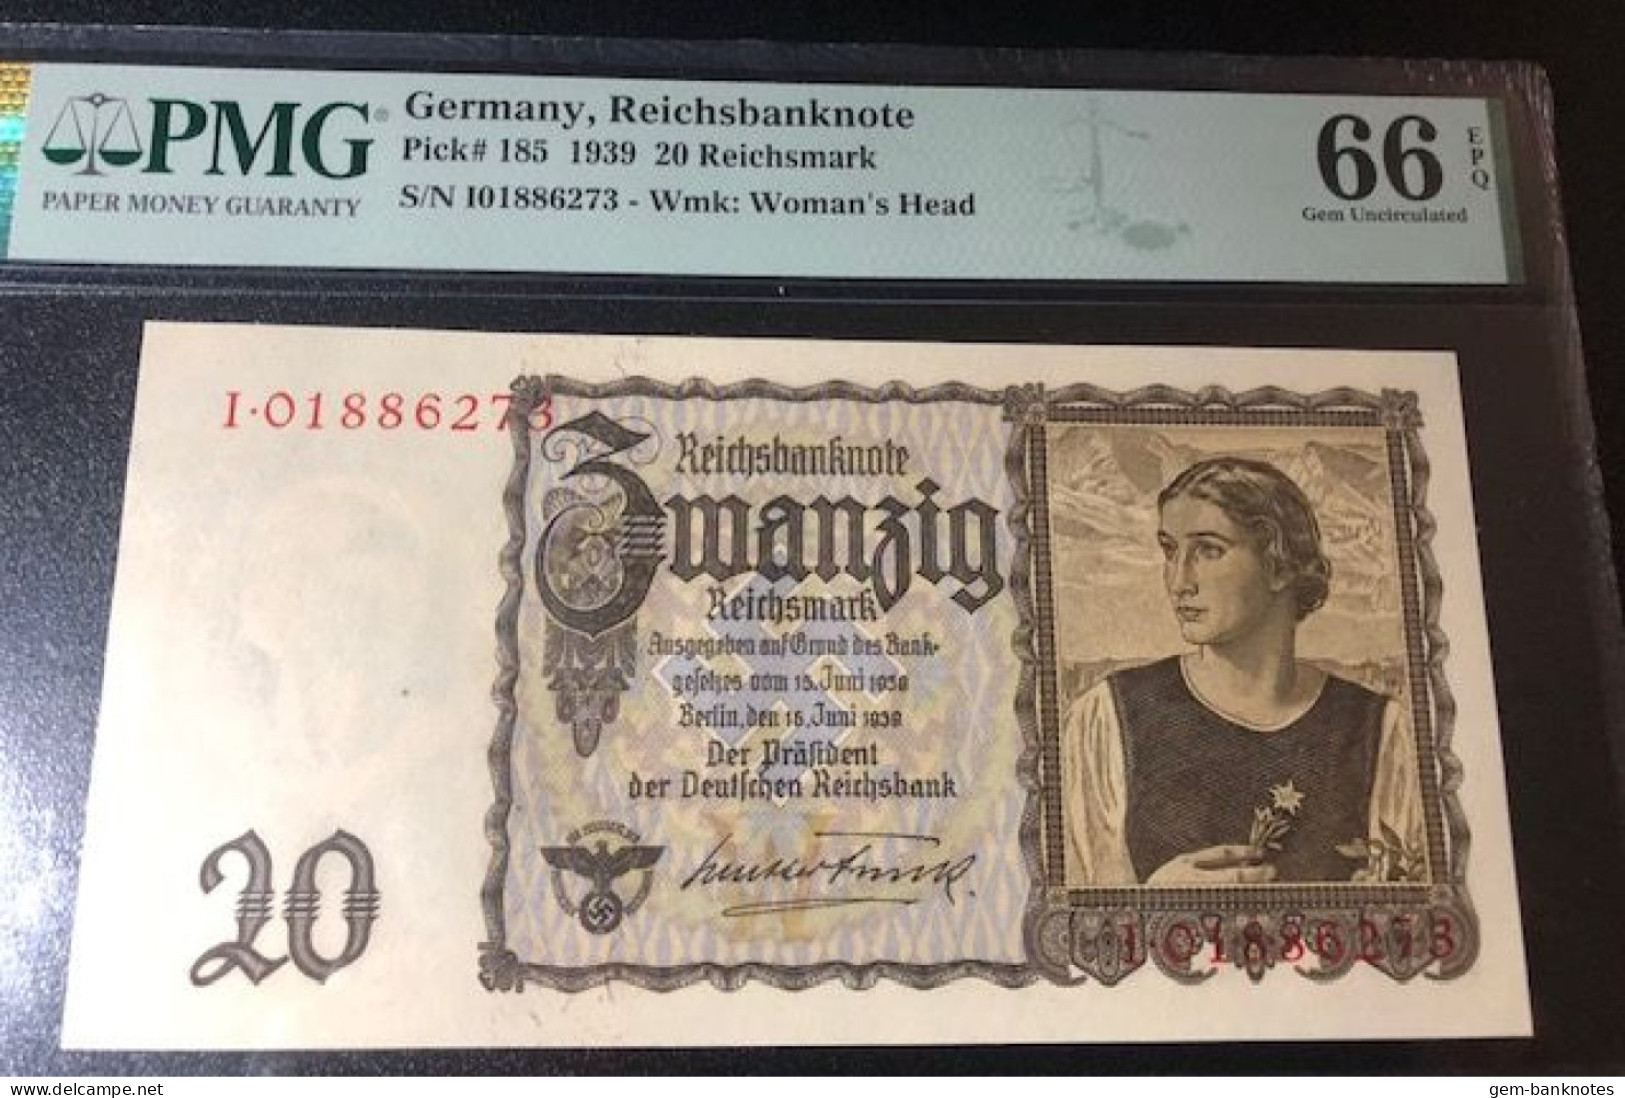 PMG®
PAPER MONEY GUARANTY
Germany, Reichsbanknote
Pick# 185 1939 20 Reichsmark
S/N I01886273 - Wmk: Woman's Head
66
EPQ
Gem Uncirculated
I·01886273
Reichsbanknote
Zwanzig
Reichsmark
Ausgegeben auf Grund des Bank-
gesetzes vom 15. Juni 1939
Berlin, den 16. Juni 1939
Der Präsident
der Deutschen Reichsbank
20
I·01886273
www.delcampe.net
gem-banknotes